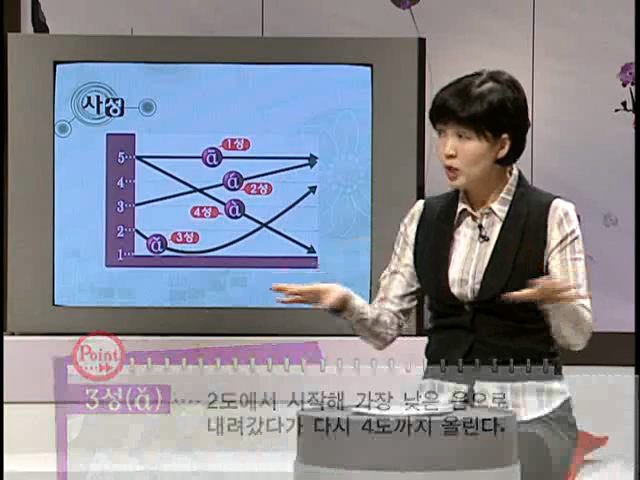 사성
1성
5 ā
4 á
2성
3
4성 à
2
3성
1 ǎ
Point
3성(ǎ) ····· 2도에서 시작해 가장 낮은 음으로
내려갔다가 다시 4도까지 올린다.